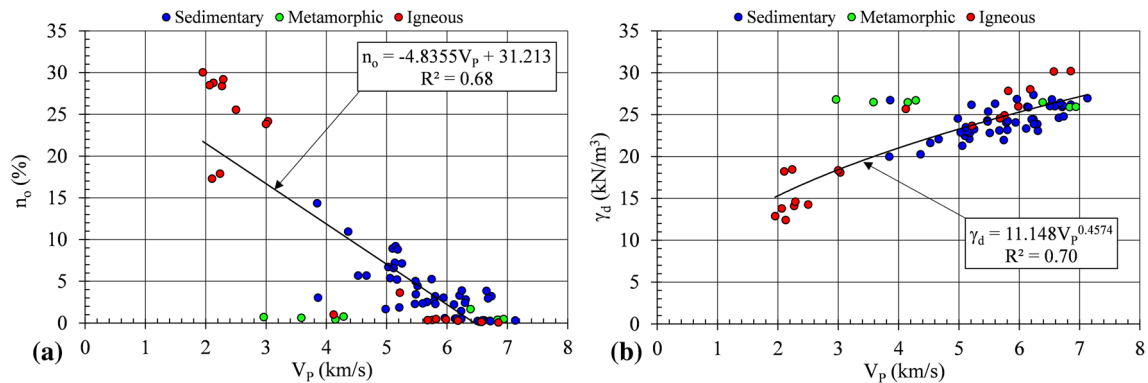 Sedimentary Metamorphic Igneous
35
30
25
20
15
10
5
0
nₒ (%)
nₒ = -4.8355V_P + 31.213
R² = 0.68
0 1 2 3 4 5 6 7 8
V_P (km/s)
(a)
Sedimentary Metamorphic Igneous
35
30
25
20
15
10
5
0
γ_d (kN/m³)
γ_d = 11.148V_P^0.4574
R² = 0.70
0 1 2 3 4 5 6 7 8
V_P (km/s)
(b)